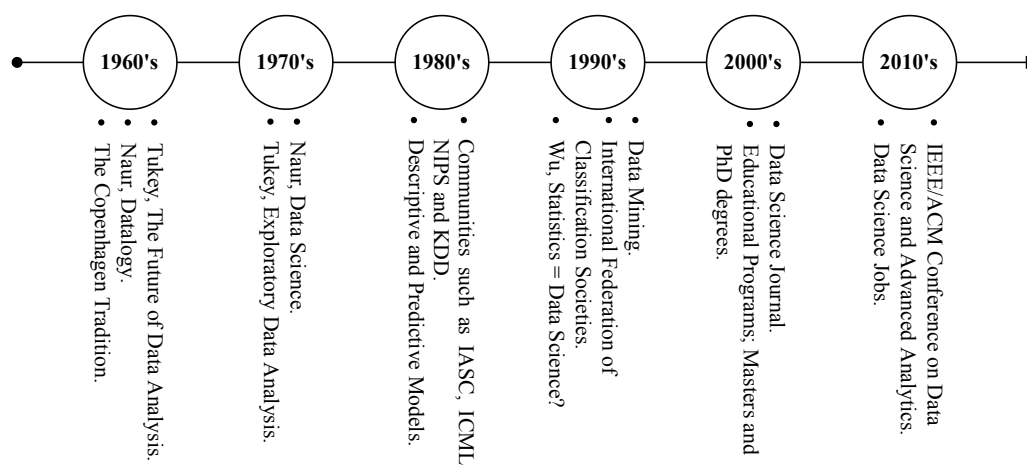 1960's
1970's
1980's
1990's
2000's
2010's
• Tukey, The Future of Data Analysis.
• Naur, Datalogy.
• The Copenhagen Tradition.
• Naur, Data Science.
• Tukey, Exploratory Data Analysis.
• Communities such as IASC, ICML
NIPS and KDD.
• Descriptive and Predictive Models.
• Data Mining.
• International Federation of
Classification Societies.
• Wu, Statistics = Data Science?
• Data Science Journal.
• Educational Programs; Masters and
PhD degrees.
• IEEE/ACM Conference on Data
Science and Advanced Analytics.
• Data Science Jobs.